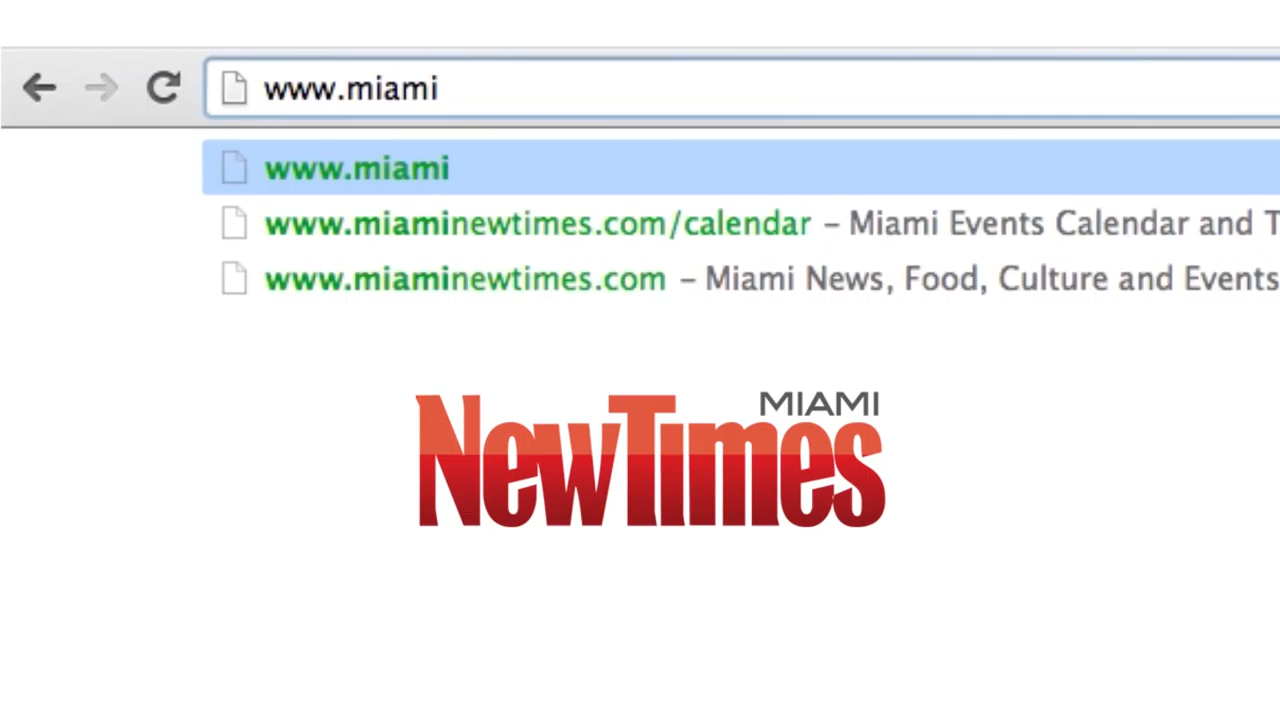 www.miami
www.miami
www.miaminewtimes.com/calendar – Miami Events Calendar and T
www.miaminewtimes.com – Miami News, Food, Culture and Events
MIAMI
NewTimes